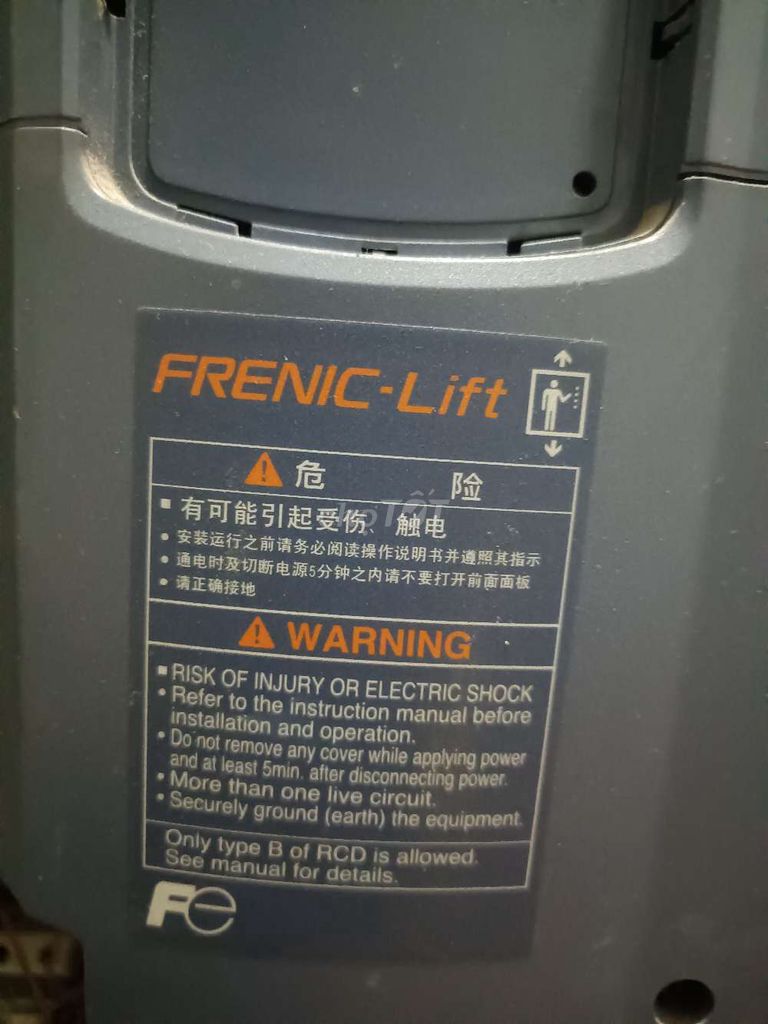 FRENIC-Lift
危 险
有可能引起受伤、触电
• 安装运行之前请务必阅读操作说明书并遵照其指示
• 通电时及切断电源5分钟之内请不要打开前面面板
• 请正确接地
WARNING
RISK OF INJURY OR ELECTRIC SHOCK
• Refer to the instruction manual before
installation and operation.
• Do not remove any cover while applying power
and at least 5min. after disconnecting power.
• More than one live circuit.
• Securely ground (earth) the equipment.
Only type B of RCD is allowed.
See manual for details.
Fe